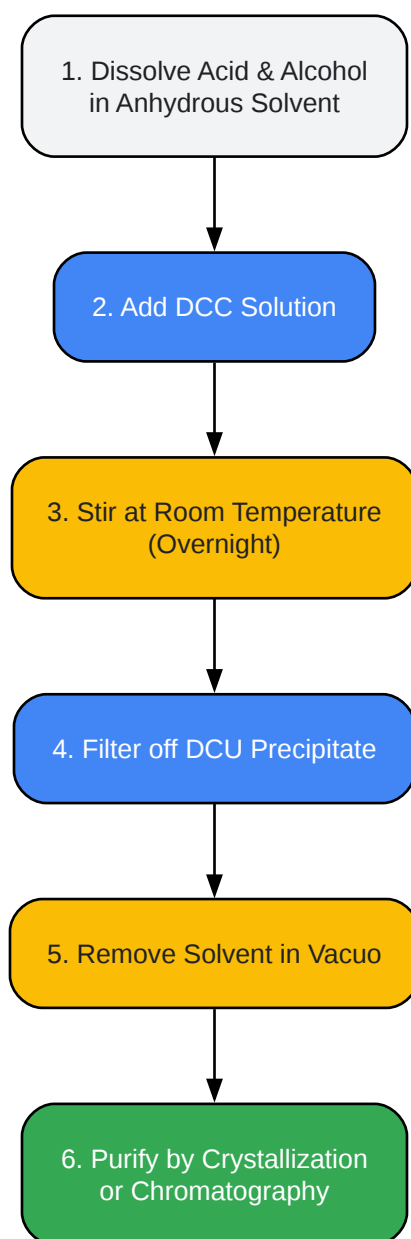 1. Dissolve Acid & Alcohol
in Anhydrous Solvent
2. Add DCC Solution
3. Stir at Room Temperature
(Overnight)
4. Filter off DCU Precipitate
5. Remove Solvent in Vacuo
6. Purify by Crystallization
or Chromatography